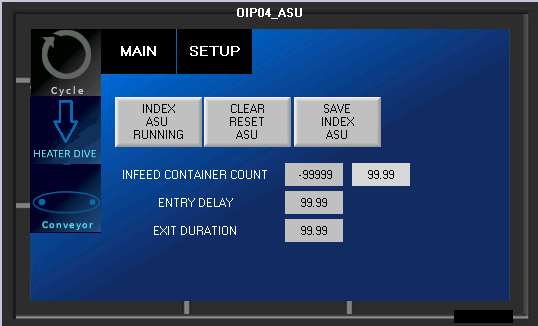 OIP04_ASU
Cycle
MAIN
SETUP
HEATER DIVE
Conveyor
INDEX
ASU
RUNNING
CLEAR
RESET
ASU
SAVE
INDEX
ASU
INFEED CONTAINER COUNT -99999 99.99
ENTRY DELAY 99.99
EXIT DURATION 99.99